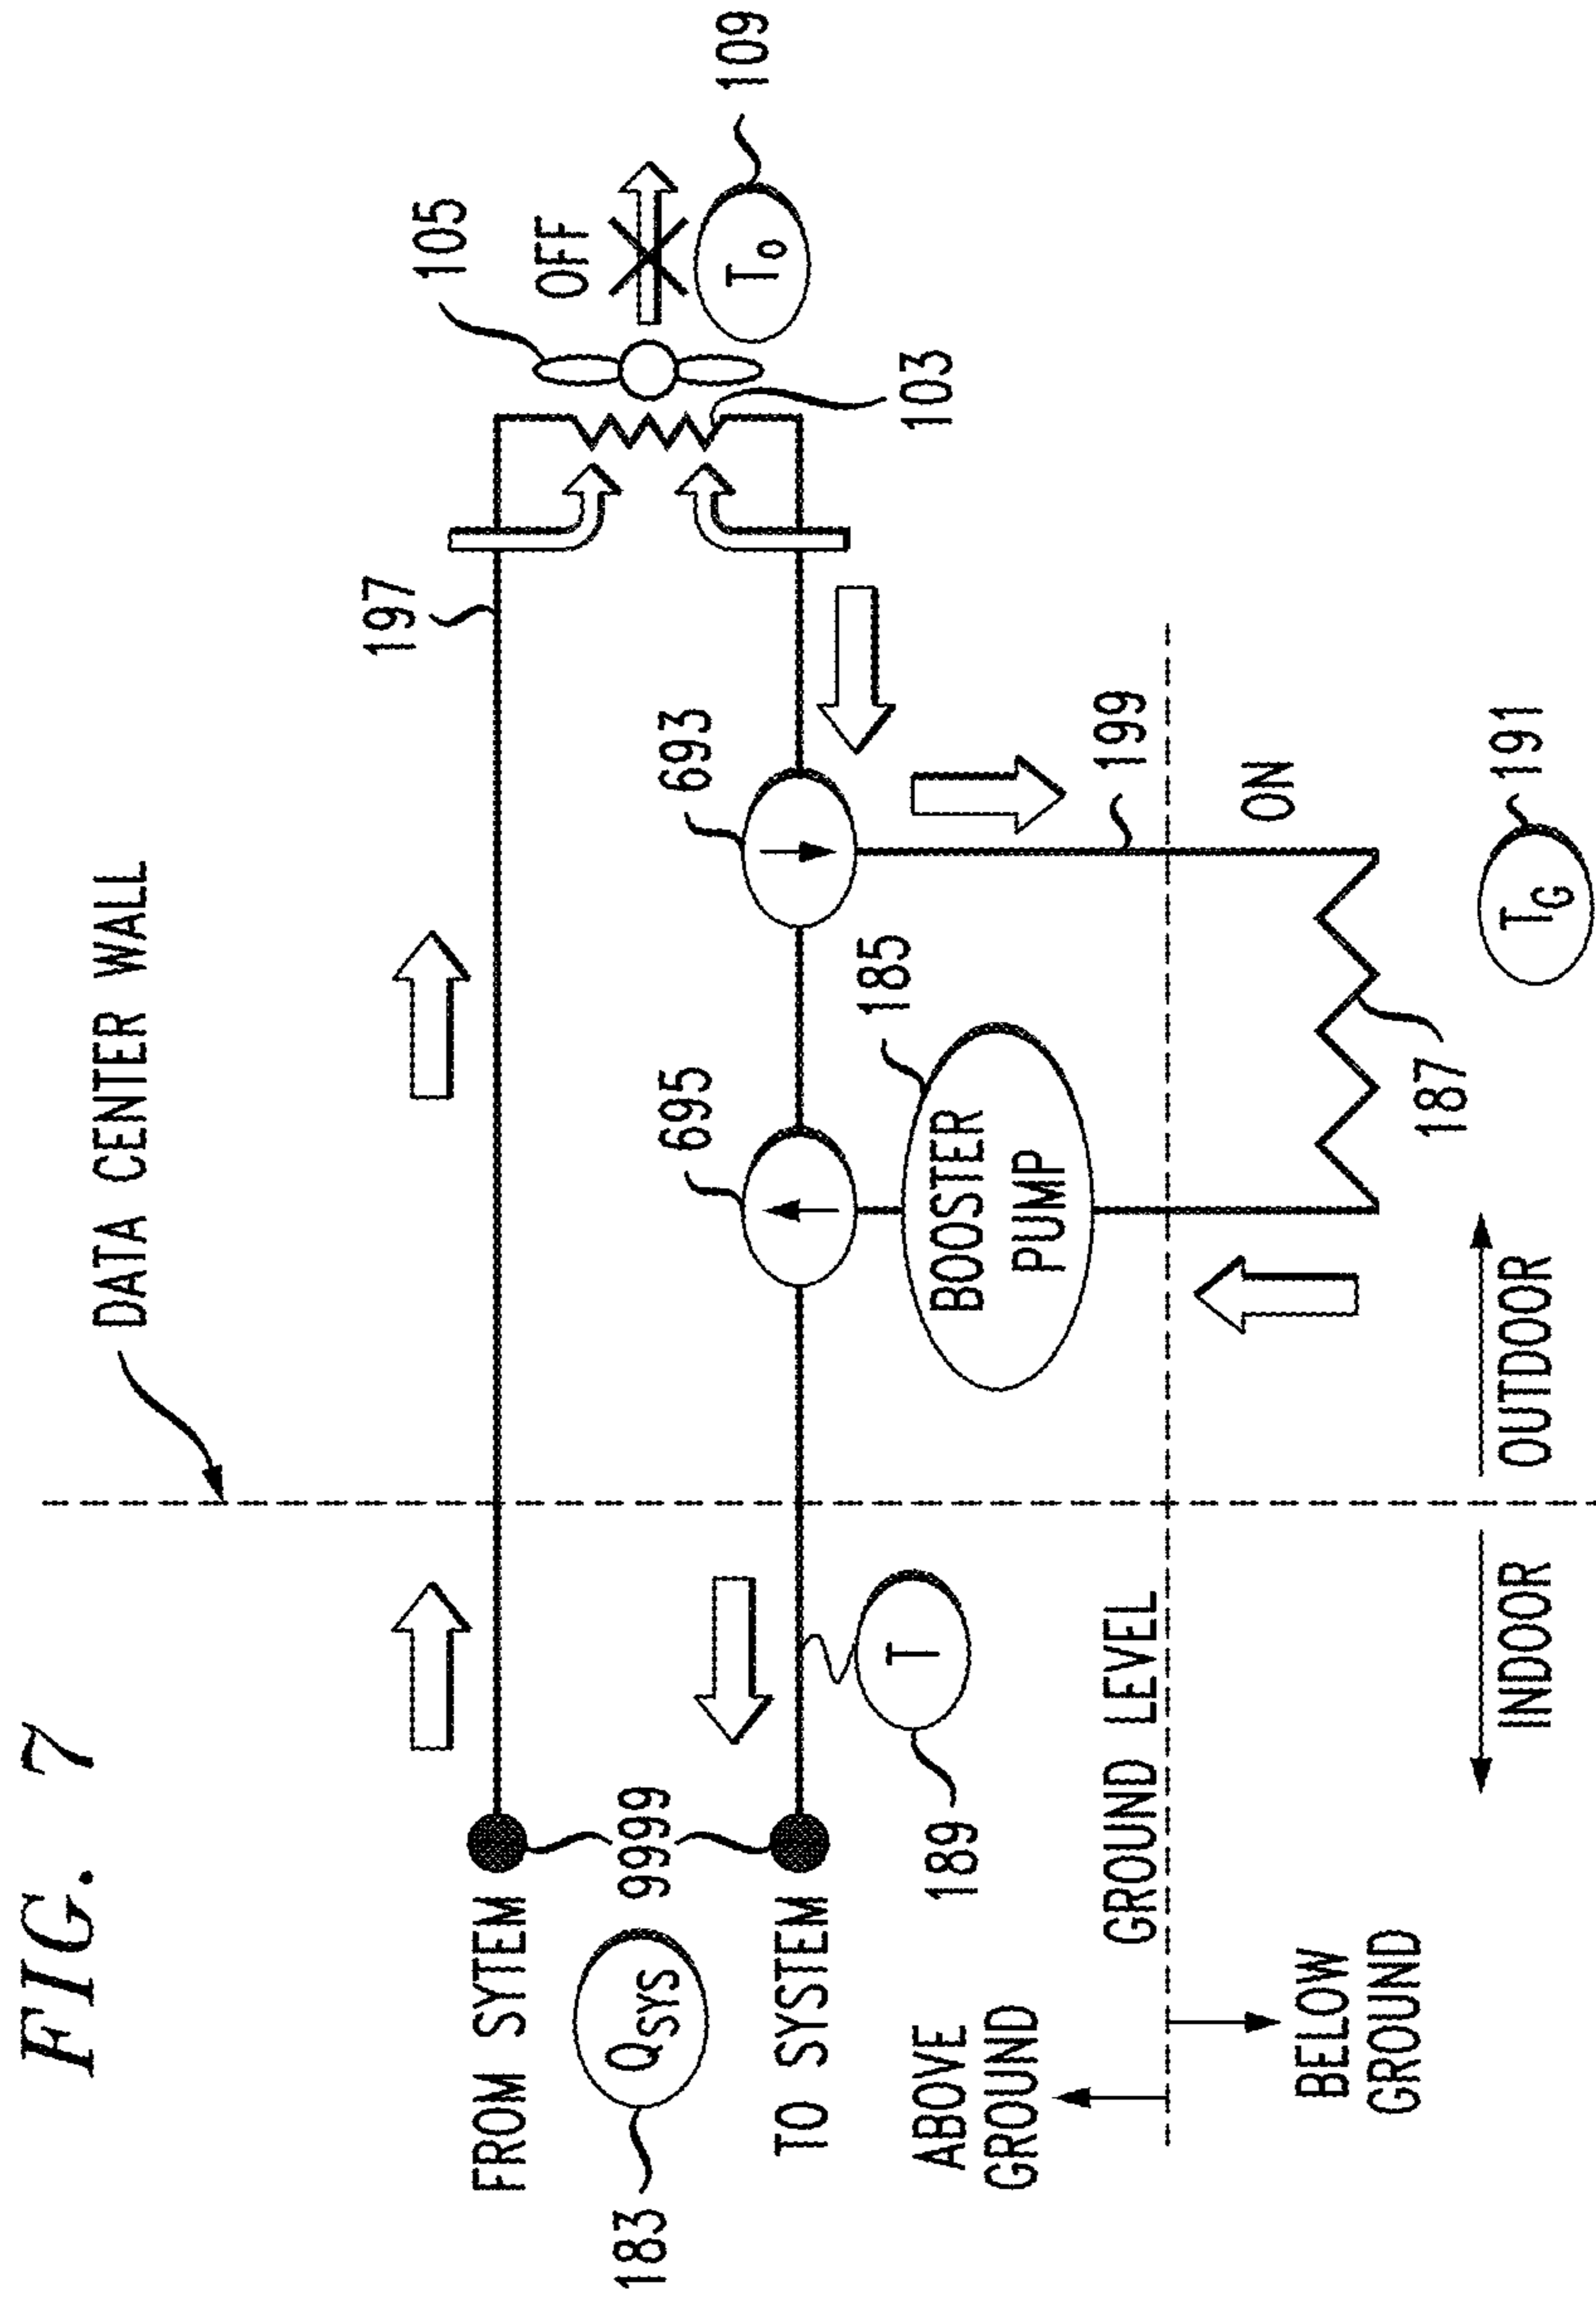 FIG. 7
DATA CENTER WALL
197
105
OFF
109
To
103
FROM SYTEM
9999
183
QSYS
TO SYSTEM
T
189
695
693
185
BOOSTER
PUMP
199
ABOVE
GROUND
GROUND LEVEL
BELOW
GROUND
ON
187
191
TG
INDOOR
OUTDOOR